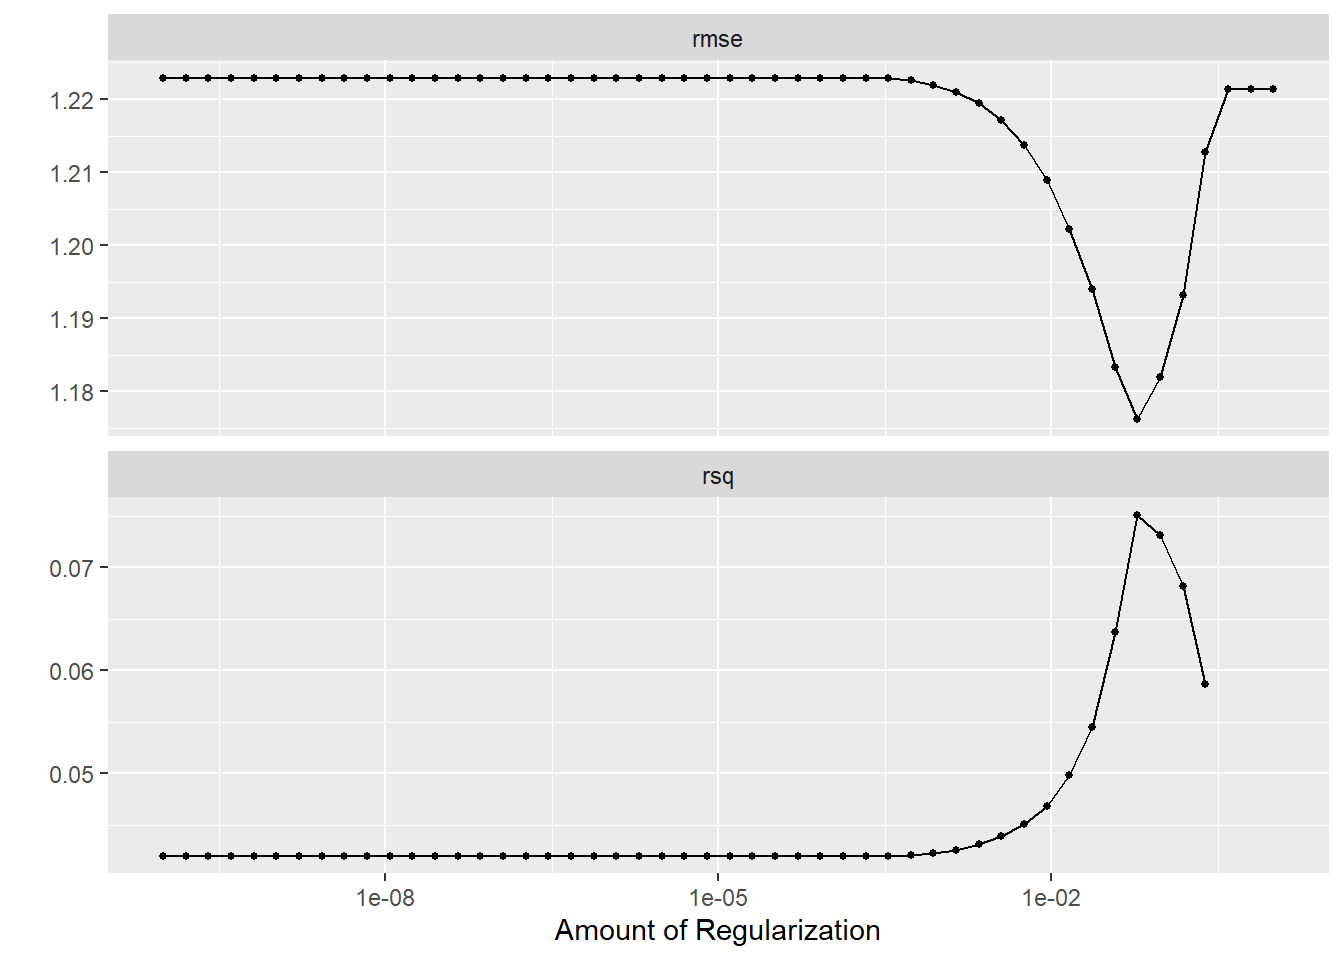 rmse
1.22
1.21
1.20
1.19
1.18
rsq
0.07
0.06
0.05
1e-08 1e-05 1e-02
Amount of Regularization